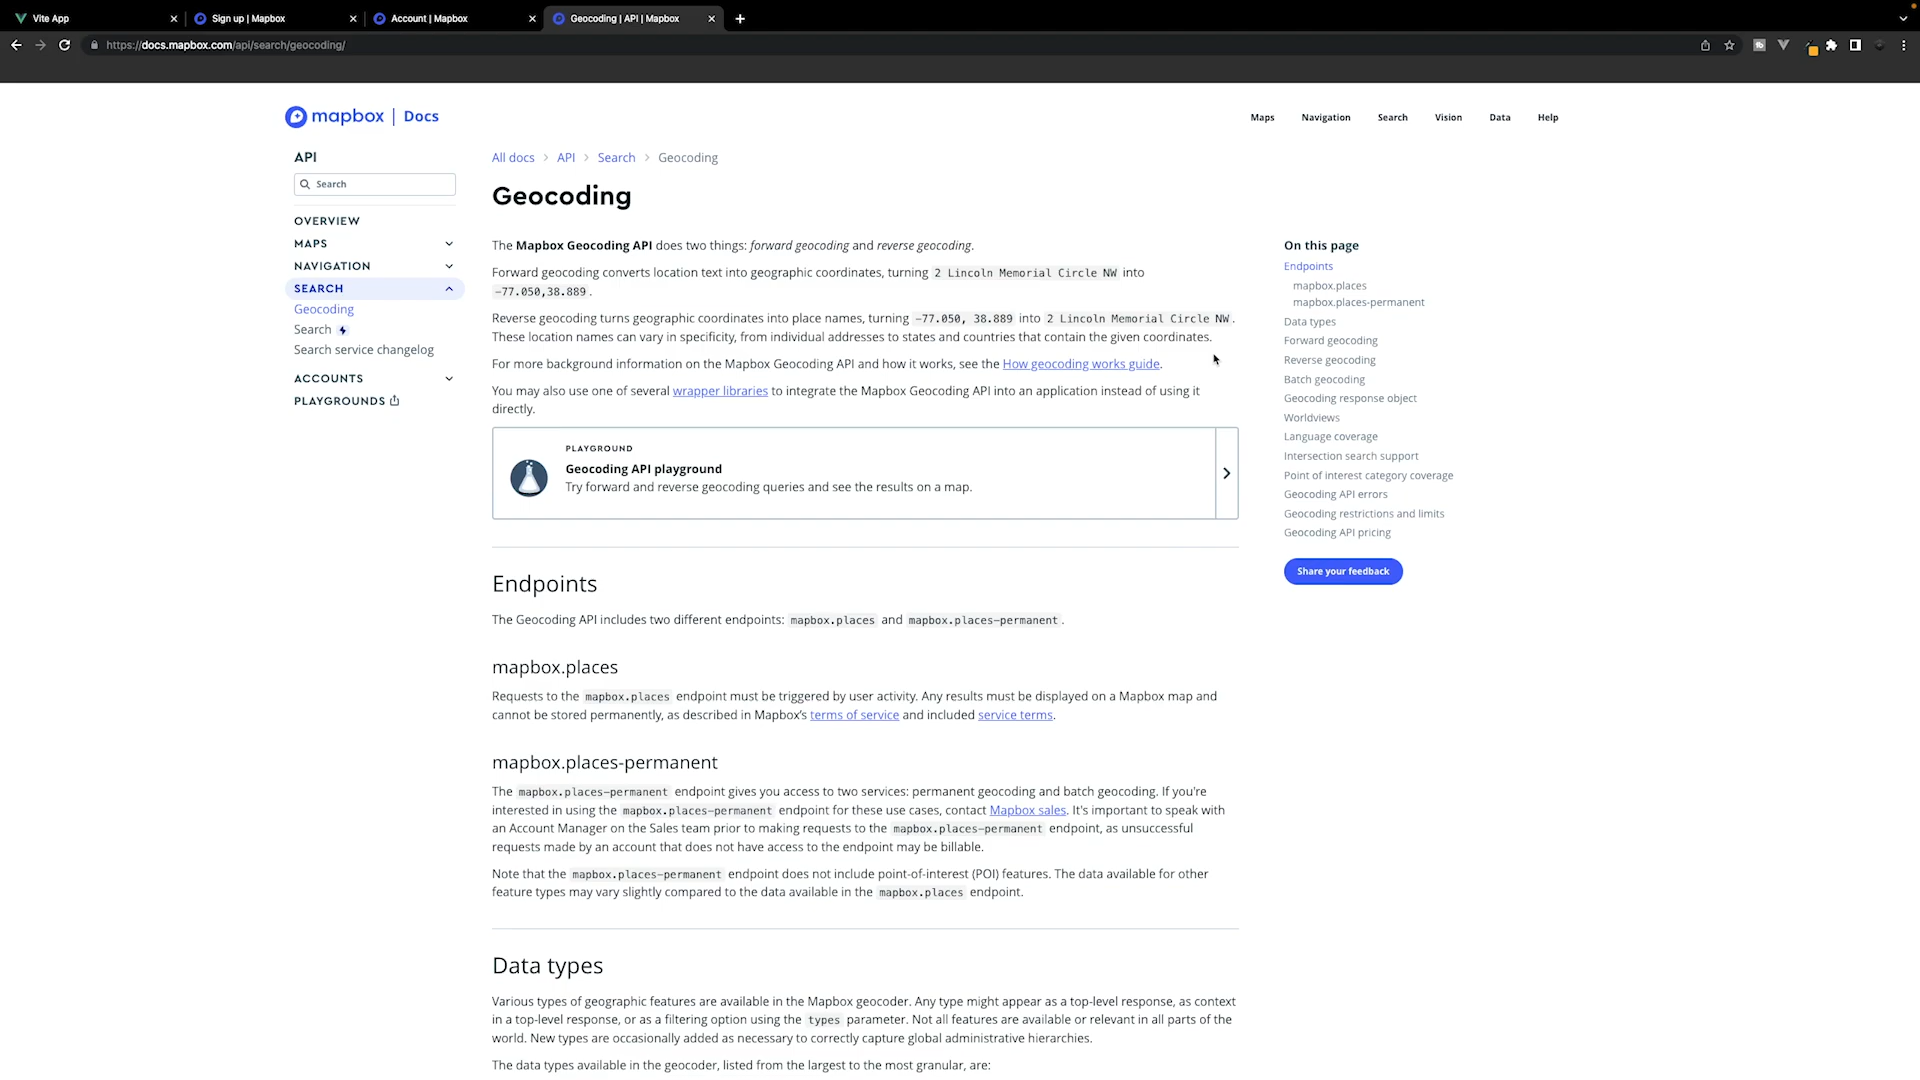 Vite App
Sign up | Mapbox
Account | Mapbox
Geocoding | API | Mapbox
https://docs.mapbox.com/api/search/geocoding/
mapbox | Docs
Maps
Navigation
Search
Vision
Data
Help
API
Search
OVERVIEW
MAPS
NAVIGATION
SEARCH
Geocoding
Search
Search service changelog
ACCOUNTS
PLAYGROUNDS
All docs > API > Search > Geocoding
Geocoding
The Mapbox Geocoding API does two things: forward geocoding and reverse geocoding.
Forward geocoding converts location text into geographic coordinates, turning 2 Lincoln Memorial Circle NW into
-77.050,38.889 .
Reverse geocoding turns geographic coordinates into place names, turning -77.050, 38.889 into 2 Lincoln Memorial Circle NW .
These location names can vary in specificity, from individual addresses to states and countries that contain the given coordinates.
For more background information on the Mapbox Geocoding API and how it works, see the How geocoding works guide.
You may also use one of several wrapper libraries to integrate the Mapbox Geocoding API into an application instead of using it
directly.
PLAYGROUND
Geocoding API playground
Try forward and reverse geocoding queries and see the results on a map.
Endpoints
The Geocoding API includes two different endpoints: mapbox.places and mapbox.places-permanent .
mapbox.places
Requests to the mapbox.places endpoint must be triggered by user activity. Any results must be displayed on a Mapbox map and
cannot be stored permanently, as described in Mapbox's terms of service and included service terms.
mapbox.places-permanent
The mapbox.places-permanent endpoint gives you access to two services: permanent geocoding and batch geocoding. If you're
interested in using the mapbox.places-permanent endpoint for these use cases, contact Mapbox sales. It's important to speak with
an Account Manager on the Sales team prior to making requests to the mapbox.places-permanent endpoint, as unsuccessful
requests made by an account that does not have access to the endpoint may be billable.
Note that the mapbox.places-permanent endpoint does not include point-of-interest (POI) features. The data available for other
feature types may vary slightly compared to the data available in the mapbox.places endpoint.
Data types
Various types of geographic features are available in the Mapbox geocoder. Any type might appear as a top-level response, as context
in a top-level response, or as a filtering option using the types parameter. Not all features are available or relevant in all parts of the
world. New types are occasionally added as necessary to correctly capture global administrative hierarchies.
The data types available in the geocoder, listed from the largest to the most granular, are:
On this page
Endpoints
mapbox.places
mapbox.places-permanent
Data types
Forward geocoding
Reverse geocoding
Batch geocoding
Geocoding response object
Worldviews
Language coverage
Intersection search support
Point of interest category coverage
Geocoding API errors
Geocoding restrictions and limits
Geocoding API pricing
Share your feedback